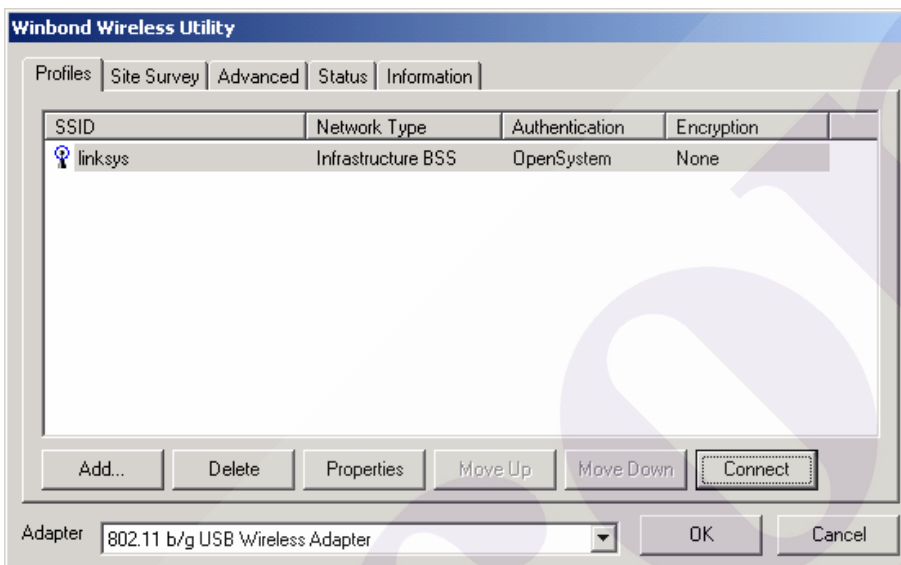 Winbond Wireless Utility
Profiles Site Survey Advanced Status Information
SSID Network Type Authentication Encryption
linksys Infrastructure BSS OpenSystem None
Add... Delete Properties Move Up Move Down Connect
Adapter 802.11 b/g USB Wireless Adapter OK Cancel